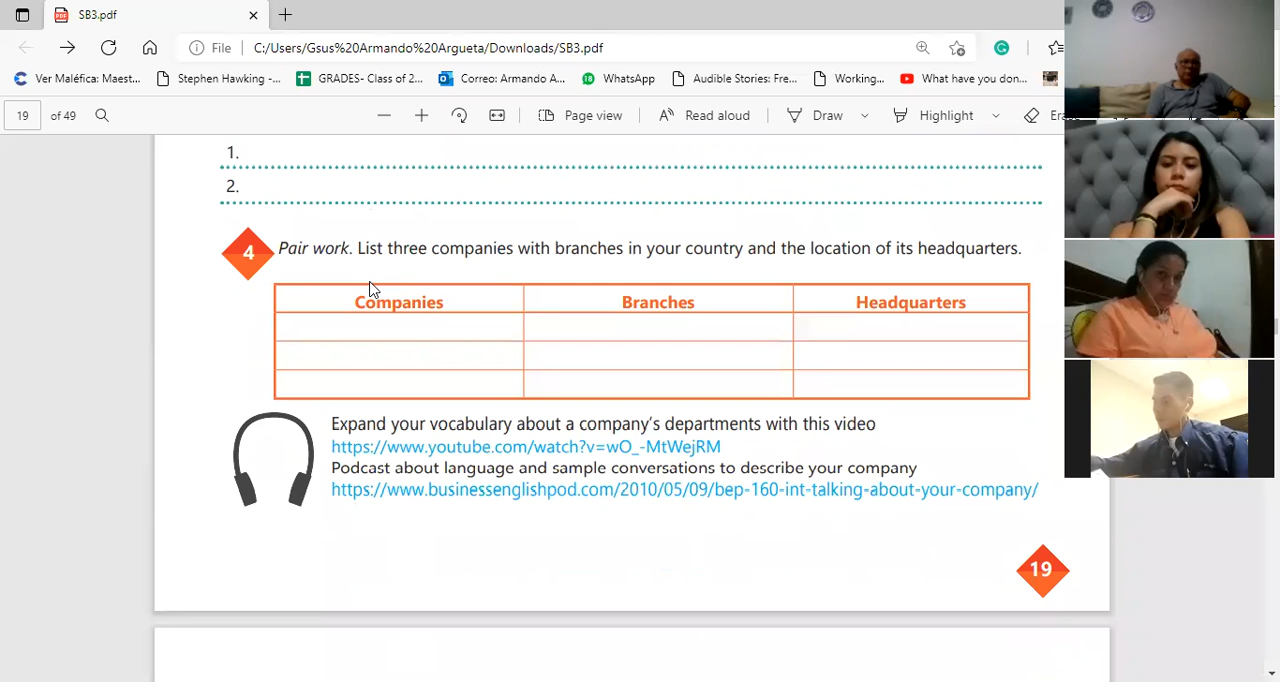 SB3.pdf
File C:/Users/Gsus%20Armando%20Argueta/Downloads/SB3.pdf
Ver Maléfica: Maest... Stephen Hawking -... GRADES- Class of 2... Correo: Armando A... 18 WhatsApp Audible Stories: Fre... Working... What have you don...
19 of 49 Page view Read aloud Draw Highlight
1.
2.
4 Pair work. List three companies with branches in your country and the location of its headquarters.
Companies Branches Headquarters
Expand your vocabulary about a company's departments with this video
https://www.youtube.com/watch?v=wO_-MtWejRM
Podcast about language and sample conversations to describe your company
https://www.businessenglishpod.com/2010/05/09/bep-160-int-talking-about-your-company/
19